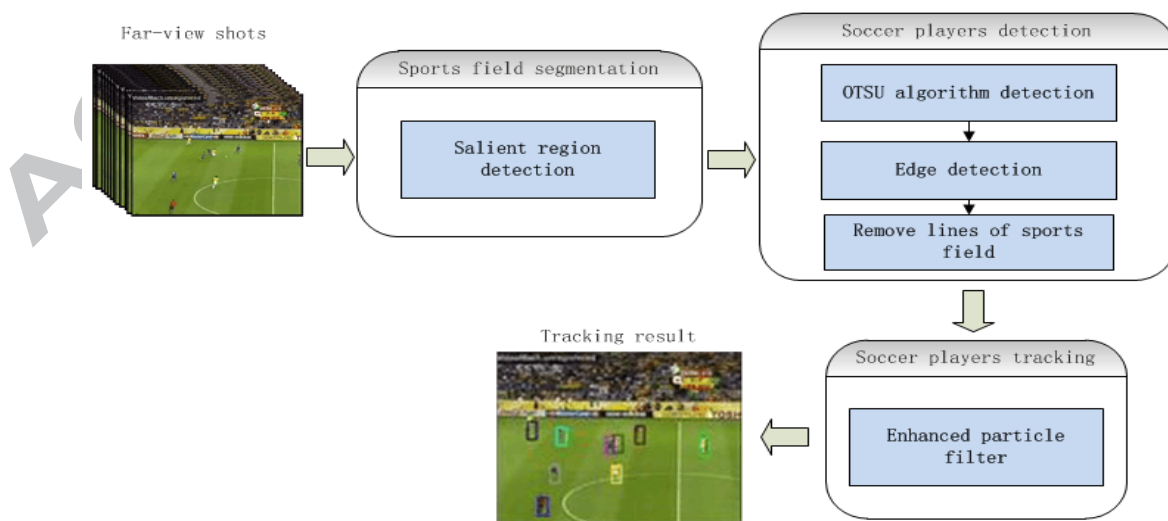 Far-view shots
Sports field segmentation
Salient region
detection
Soccer players detection
OTSU algorithm detection
Edge detection
Remove lines of sports
field
Soccer players tracking
Enhanced particle
filter
Tracking result